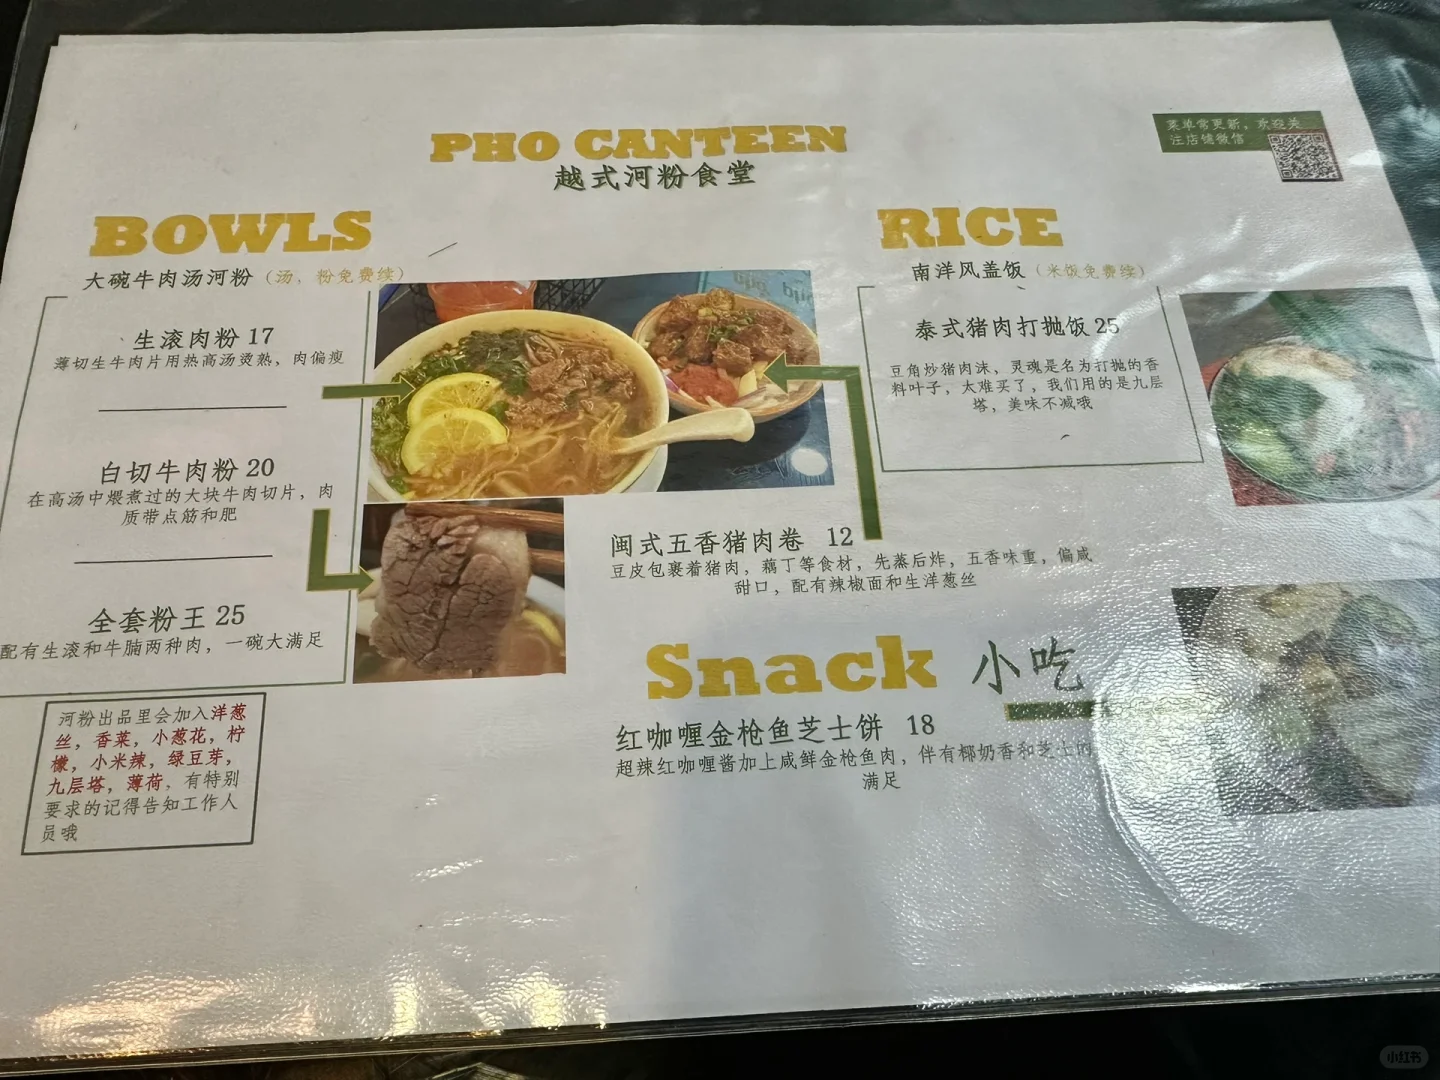 PHO CANTEEN
越式河粉食堂
菜单常更新，欢迎关
注店铺微信
BOWLS
大碗牛肉汤河粉（汤、粉免费续）
生滚肉粉 17
薄切生牛肉片用热高汤烫熟，肉偏瘦
白切牛肉粉 20
在高汤中煨煮过的大块牛肉切片，肉
质带点筋和肥
全套粉王 25
配有生滚和牛腩两种肉，一碗大满足
河粉出品里会加入洋葱
丝，香菜，小葱花，柠
檬，小米辣，绿豆芽，
九层塔，薄荷，有特别
要求的记得告知工作人
员哦
RICE
南洋风盖饭（米饭免费续）
泰式猪肉打抛饭 25
豆角炒猪肉沫，灵魂是名为打抛的香
料叶子，太难买了，我们用的是九层
塔，美味不减哦
闽式五香猪肉卷 12
豆皮包裹着猪肉，藕丁等食材，先蒸后炸，五香味重，偏咸
甜口，配有辣椒面和生洋葱丝
Snack 小吃
红咖喱金枪鱼芝士饼 18
超辣红咖喱酱加上咸鲜金枪鱼肉，伴有椰奶香和芝士的
满足
小红书